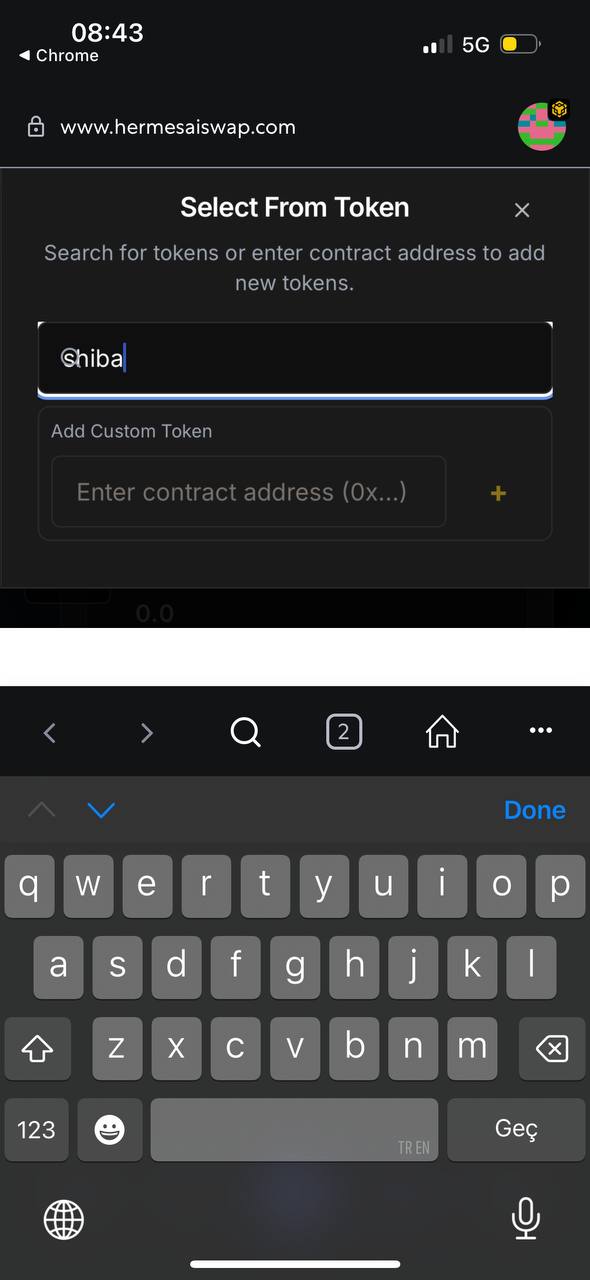 08:43
◀ Chrome
5G
www.hermesaiswap.com
Select From Token
Search for tokens or enter contract address to add
new tokens.
shiba
Add Custom Token
Enter contract address (0x...)
+
0.0
2
Done
q w e r t y u i o p
a s d f g h j k l
z x c v b n m
123
TR EN
Geç